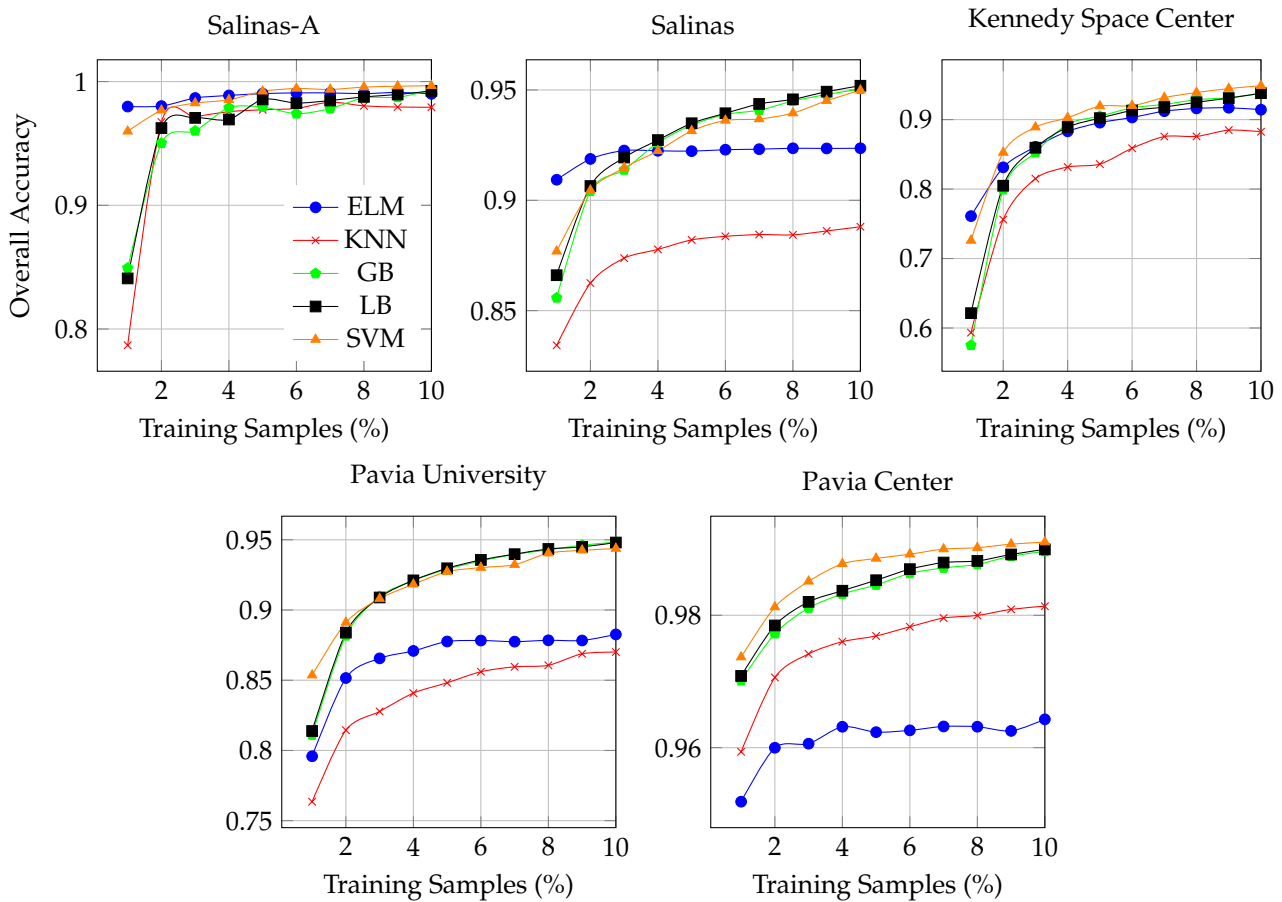 Salinas-A
Salinas
Kennedy Space Center
Overall Accuracy
1
0.9
0.8
ELM
KNN
GB
LB
SVM
2 4 6 8 10
Training Samples (%)
0.95
0.9
0.85
2 4 6 8 10
Training Samples (%)
0.9
0.8
0.7
0.6
2 4 6 8 10
Training Samples (%)
Pavia University
Pavia Center
0.95
0.9
0.85
0.8
0.75
2 4 6 8 10
Training Samples (%)
0.98
0.96
2 4 6 8 10
Training Samples (%)